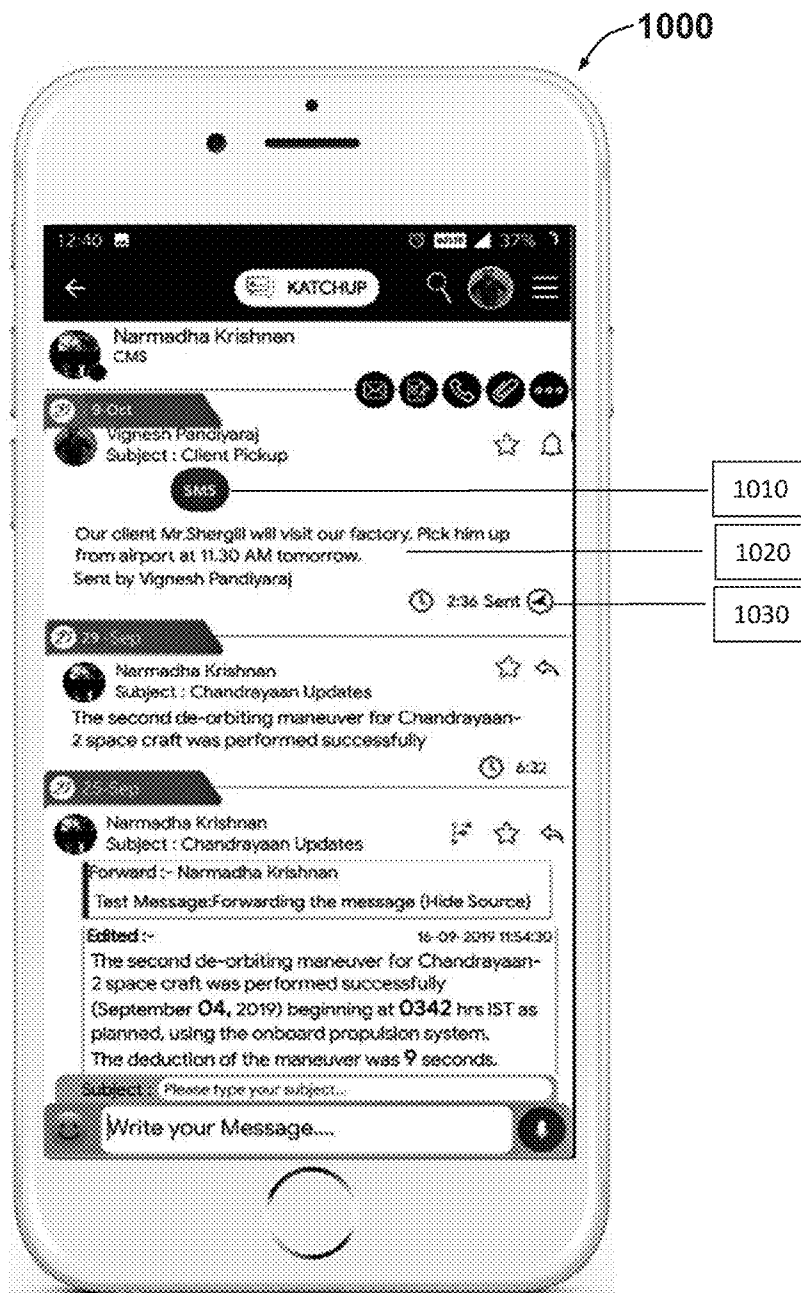 1000
12:40 37%
KATCHUP
Narmadha Krishnan
CMS
Vignesh Pandiyaraj
Subject : Client Pickup
SMS
1010
Our client Mr.Shergill will visit our factory. Pick him up
from airport at 11.30 AM tomorrow.
1020
Sent by Vignesh Pandiyaraj
2:36 Sent
1030
Narmadha Krishnan
Subject : Chandrayaan Updates
The second de-orbiting maneuver for Chandrayaan-
2 space craft was performed successfully
6:32
Narmadha Krishnan
Subject : Chandrayaan Updates
Forward :- Narmadha Krishnan
Test Message:Forwarding the message (Hide Source)
Edited :- 16-09-2019 11:54:30
The second de-orbiting maneuver for Chandrayaan-
2 space craft was performed successfully
(September 04, 2019) beginning at 0342 hrs IST as
planned, using the onboard propulsion system.
The deduction of the maneuver was 9 seconds.
Subject : Please type your subject...
Write your Message....